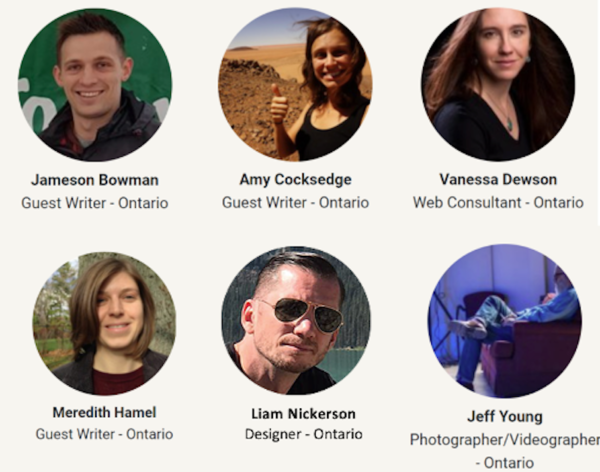 Jameson Bowman
Guest Writer - Ontario
Amy Cocksedge
Guest Writer - Ontario
Vanessa Dewson
Web Consultant - Ontario
Meredith Hamel
Guest Writer - Ontario
Liam Nickerson
Designer - Ontario
Jeff Young
Photographer/Videographer
- Ontario